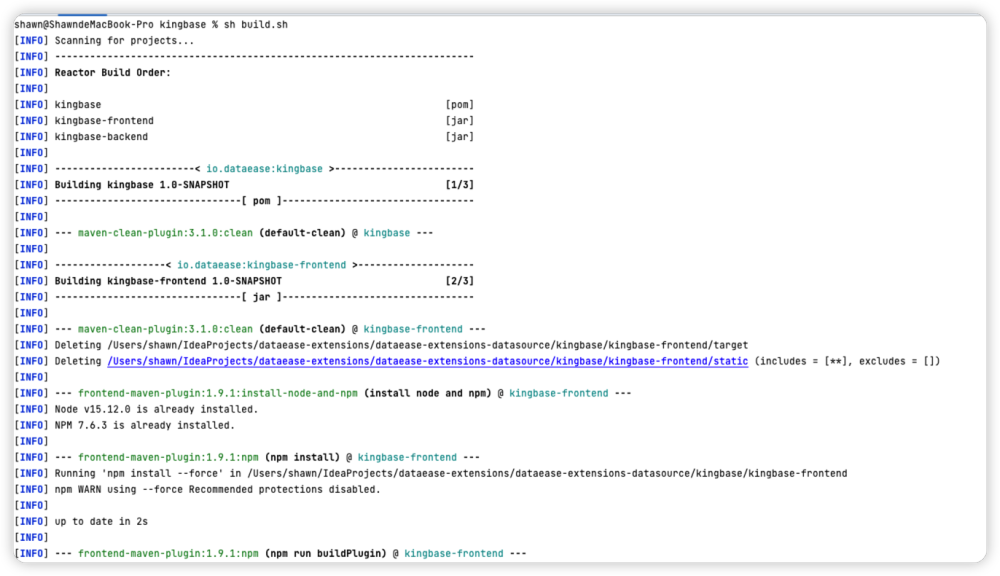 shawn@ShawndeMacBook-Pro kingbase % sh build.sh
[INFO] Scanning for projects...
[INFO] ------------------------------------------------------------------------
[INFO] Reactor Build Order:
[INFO]
[INFO] kingbase                                                           [pom]
[INFO] kingbase-frontend                                                  [jar]
[INFO] kingbase-backend                                                   [jar]
[INFO]
[INFO] ------------------------< io.dataease:kingbase >------------------------
[INFO] Building kingbase 1.0-SNAPSHOT                                     [1/3]
[INFO] --------------------------------[ pom ]---------------------------------
[INFO]
[INFO] --- maven-clean-plugin:3.1.0:clean (default-clean) @ kingbase ---
[INFO]
[INFO] -------------------< io.dataease:kingbase-frontend >--------------------
[INFO] Building kingbase-frontend 1.0-SNAPSHOT                            [2/3]
[INFO] --------------------------------[ jar ]---------------------------------
[INFO]
[INFO] --- maven-clean-plugin:3.1.0:clean (default-clean) @ kingbase-frontend ---
[INFO] Deleting /Users/shawn/IdeaProjects/dataease-extensions/dataease-extensions-datasource/kingbase/kingbase-frontend/target
[INFO] Deleting /Users/shawn/IdeaProjects/dataease-extensions/dataease-extensions-datasource/kingbase/kingbase-frontend/static (includes = [**], excludes = [])
[INFO]
[INFO] --- frontend-maven-plugin:1.9.1:install-node-and-npm (install node and npm) @ kingbase-frontend ---
[INFO] Node v15.12.0 is already installed.
[INFO] NPM 7.6.3 is already installed.
[INFO]
[INFO] --- frontend-maven-plugin:1.9.1:npm (npm install) @ kingbase-frontend ---
[INFO] Running 'npm install --force' in /Users/shawn/IdeaProjects/dataease-extensions/dataease-extensions-datasource/kingbase/kingbase-frontend
[INFO] npm WARN using --force Recommended protections disabled.
[INFO]
[INFO] up to date in 2s
[INFO]
[INFO] --- frontend-maven-plugin:1.9.1:npm (npm run buildPlugin) @ kingbase-frontend ---